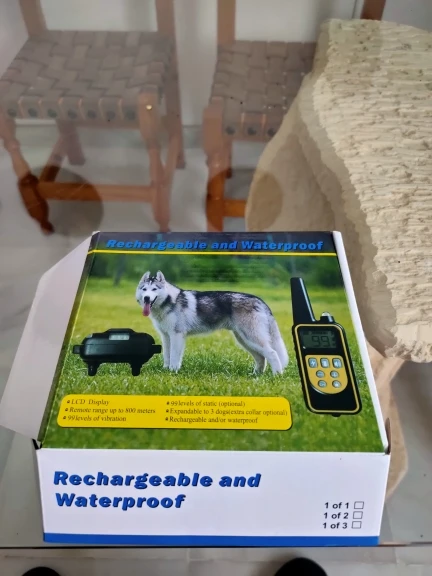 Rechargeable and Waterproof
• LCD Display
• Remote range up to 800 meters
• 99levels of vibration
• 99levels of static (optional)
• Expandable to 3 dogs(extra collar optional)
• Rechargeable and/or waterproof
Rechargeable and
Waterproof
1 of 1 ☐
1 of 2 ☐
1 of 3 ☐